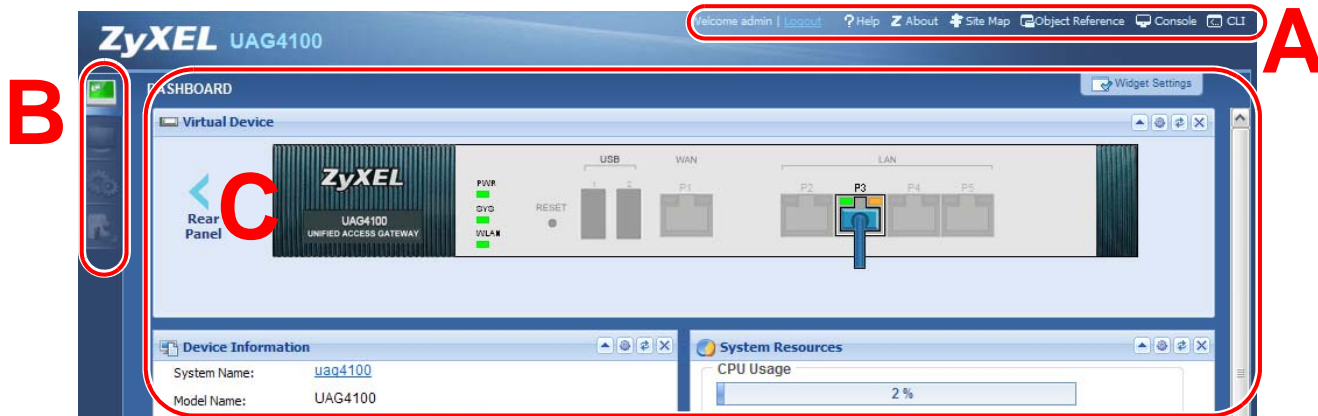 Welcome admin | Logout ?Help Z About Site Map Object Reference Console CLI
A
ZyXEL UAG4100
B
DASHBOARD
Widget Settings
Virtual Device
C
Rear
Panel
ZyXEL
UAG4100
UNIFIED ACCESS GATEWAY
PWR
SYS
WLAN
RESET
USB
1 2
WAN
P1
LAN
P2 P3 P4 P5
Device Information
System Name: uag4100
Model Name: UAG4100
System Resources
CPU Usage
2 %